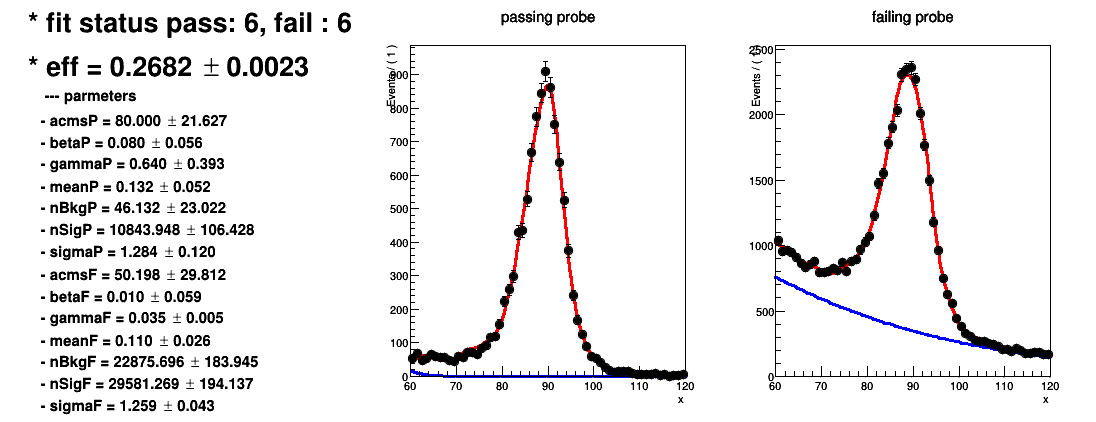 * fit status pass: 6, fail : 6
* eff = 0.2682 ± 0.0023
--- parmeters
- acmsP = 80.000 ± 21.627
- betaP = 0.080 ± 0.056
- gammaP = 0.640 ± 0.393
- meanP = 0.132 ± 0.052
- nBkgP = 46.132 ± 23.022
- nSigP = 10843.948 ± 106.428
- sigmaP = 1.284 ± 0.120
- acmsF = 50.198 ± 29.812
- betaF = 0.010 ± 0.059
- gammaF = 0.035 ± 0.005
- meanF = 0.110 ± 0.026
- nBkgF = 22875.696 ± 183.945
- nSigF = 29581.269 ± 194.137
- sigmaF = 1.259 ± 0.043
passing probe
Events / ( 1 )
900
800
700
600
500
400
300
200
100
0
60 70 80 90 100 110 120
x
failing probe
Events / ( 1 )
2500
2000
1500
1000
500
0
60 70 80 90 100 110 120
x